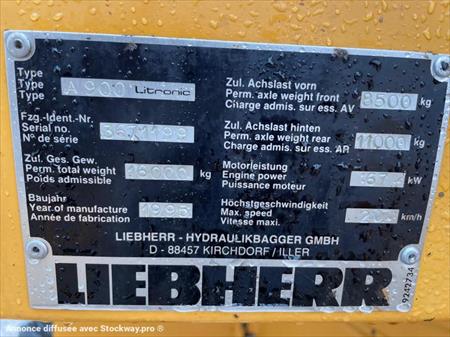 Type
Type
Type
A 900 Litronic
Fzg.-Ident.-Nr.
Serial no.
N° de série
Zul. Ges. Gew.
Perm. total weight
Poids admissible
kg
Baujahr
Year of manufacture
Année de fabrication
1995
Zul. Achslast vorn
Perm. axle weight front
Charge admis. sur ess. AV
8500 kg
Zul. Achslast hinten
Perm. axle weight rear
Charge admis. sur ess. AR
11000 kg
Motorleistung
Engine power
Puissance moteur
67 kW
Höchstgeschwindigkeit
Max. speed
Vitesse maxi.
20 km/h
LIEBHERR - HYDRAULIKBAGGER GMBH
D - 88457 KIRCHDORF / ILLER
LIEBHERR
9242734
Annonce diffusée avec Stockway.pro ®